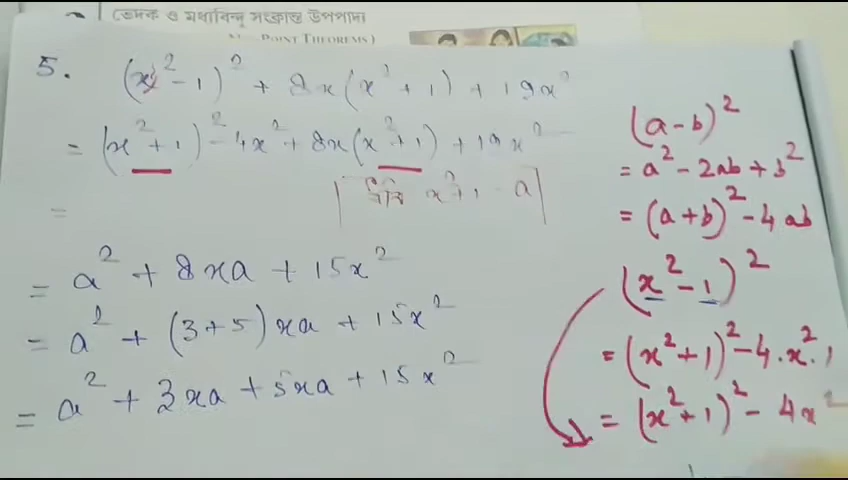 ভেদক ও মধ্যবিন্দু সংক্রান্ত উপপাদ্য
POINT THEOREMS)
5. (x² - 1)² + 8x(x² + 1) + 19x²
= (x² + 1)² - 4x² + 8x(x² + 1) + 19x²
ধরি x² + 1 = a
=
= a² + 8xa + 15x²
= a² + (3+5)xa + 15x²
= a² + 3xa + 5xa + 15x²
(a-b)²
= a² - 2ab + b²
= (a+b)² - 4ab
(x² - 1)²
= (x² + 1)² - 4.x².1
= (x² + 1)² - 4x²